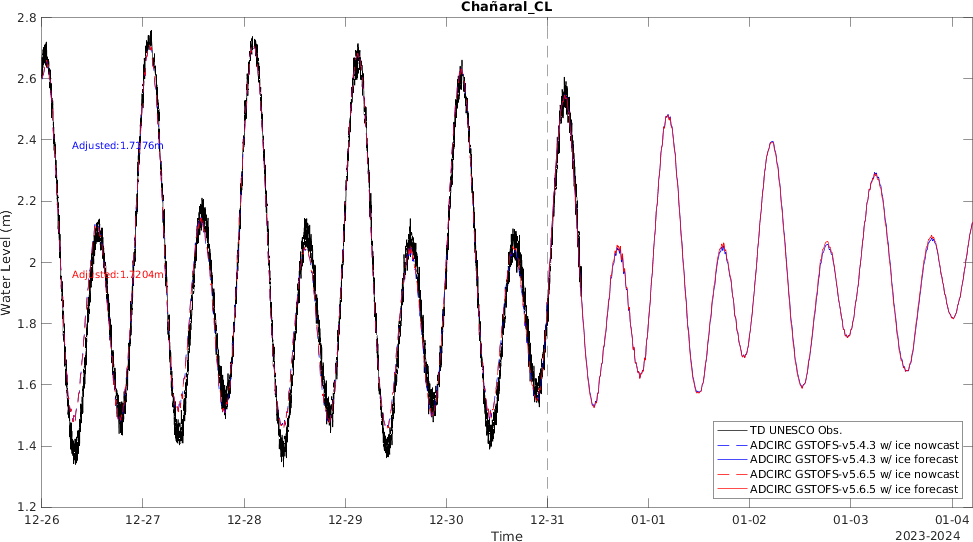 Chañaral_CL
2.8
2.6
2.4
2.2
2
1.8
1.6
1.4
1.2
Water Level (m)
Adjusted:1.7176m
Adjusted:1.7204m
TD UNESCO Obs.
ADCIRC GSTOFS-v5.4.3 w/ ice nowcast
ADCIRC GSTOFS-v5.4.3 w/ ice forecast
ADCIRC GSTOFS-v5.6.5 w/ ice nowcast
ADCIRC GSTOFS-v5.6.5 w/ ice forecast
12-26 12-27 12-28 12-29 12-30 12-31 01-01 01-02 01-03 01-04
Time
2023-2024